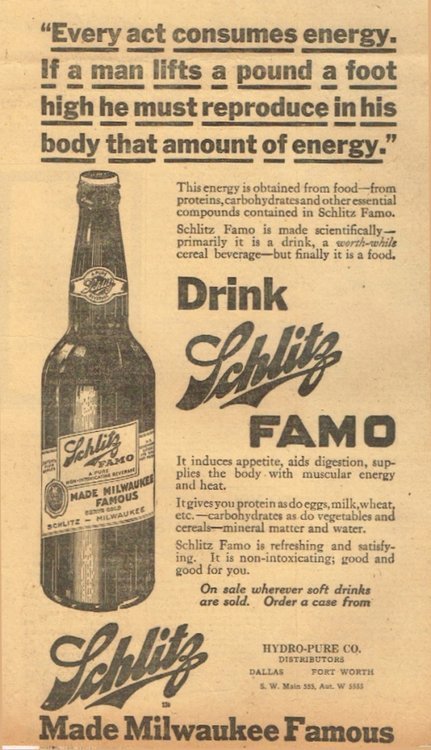 "Every act consumes energy.
If a man lifts a pound a foot
high he must reproduce in his
body that amount of energy."
This energy is obtained from food—from
proteins, carbohydrates and other essential
compounds contained in Schlitz Famo.
Schlitz Famo is made scientifically—
primarily it is a drink, a worth-while
cereal beverage—but finally it is a food.
Drink
Schlitz
FAMO
Schlitz
FAMO
A PURE
NON-INTOXICATING BEVERAGE
MADE MILWAUKEE
FAMOUS
SERVE COLD
SCHLITZ — MILWAUKEE
It induces appetite, aids digestion, sup-
plies the body with muscular energy
and heat.
It gives you protein as do eggs, milk, wheat,
etc.—carbohydrates as do vegetables and
cereals—mineral matter and water.
Schlitz Famo is refreshing and satisfy-
ing. It is non-intoxicating; good and
good for you.
On sale wherever soft drinks
are sold. Order a case from
Schlitz
HYDRO-PURE CO.
DISTRIBUTORS
DALLAS FORT WORTH
S. W. Main 555, Aut. W 5555
Made Milwaukee Famous